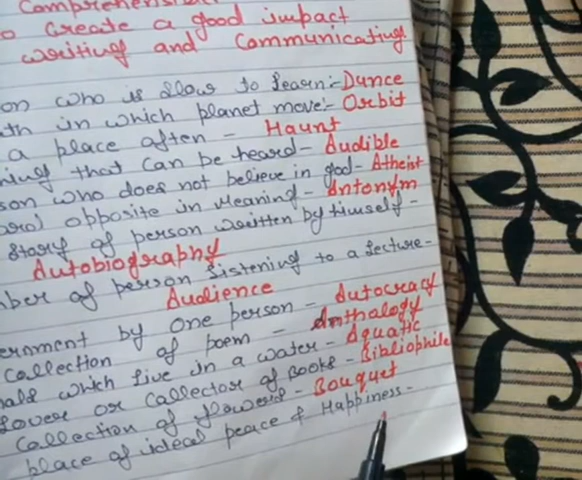 Comprehension
o create a good impact
writing and Communicating
on who is slow to learn:- Dunce
th in which planet move:- Orbit
a place often - Haunt
hing that can be heard - Audible
son who does not believe in god - Atheist
opposite in Meaning - Antonym
Story of person written by himself -
Autobiography
mber of person listening to a lecture -
Audience
ernment by one person - Autocracy
Collection of poem - Anthalogy
mals which live in a water - Aquatic
Lover or Collector of Books - Bibliophile
Collection of flowers - Bouquet
place of ideal peace & Happiness -